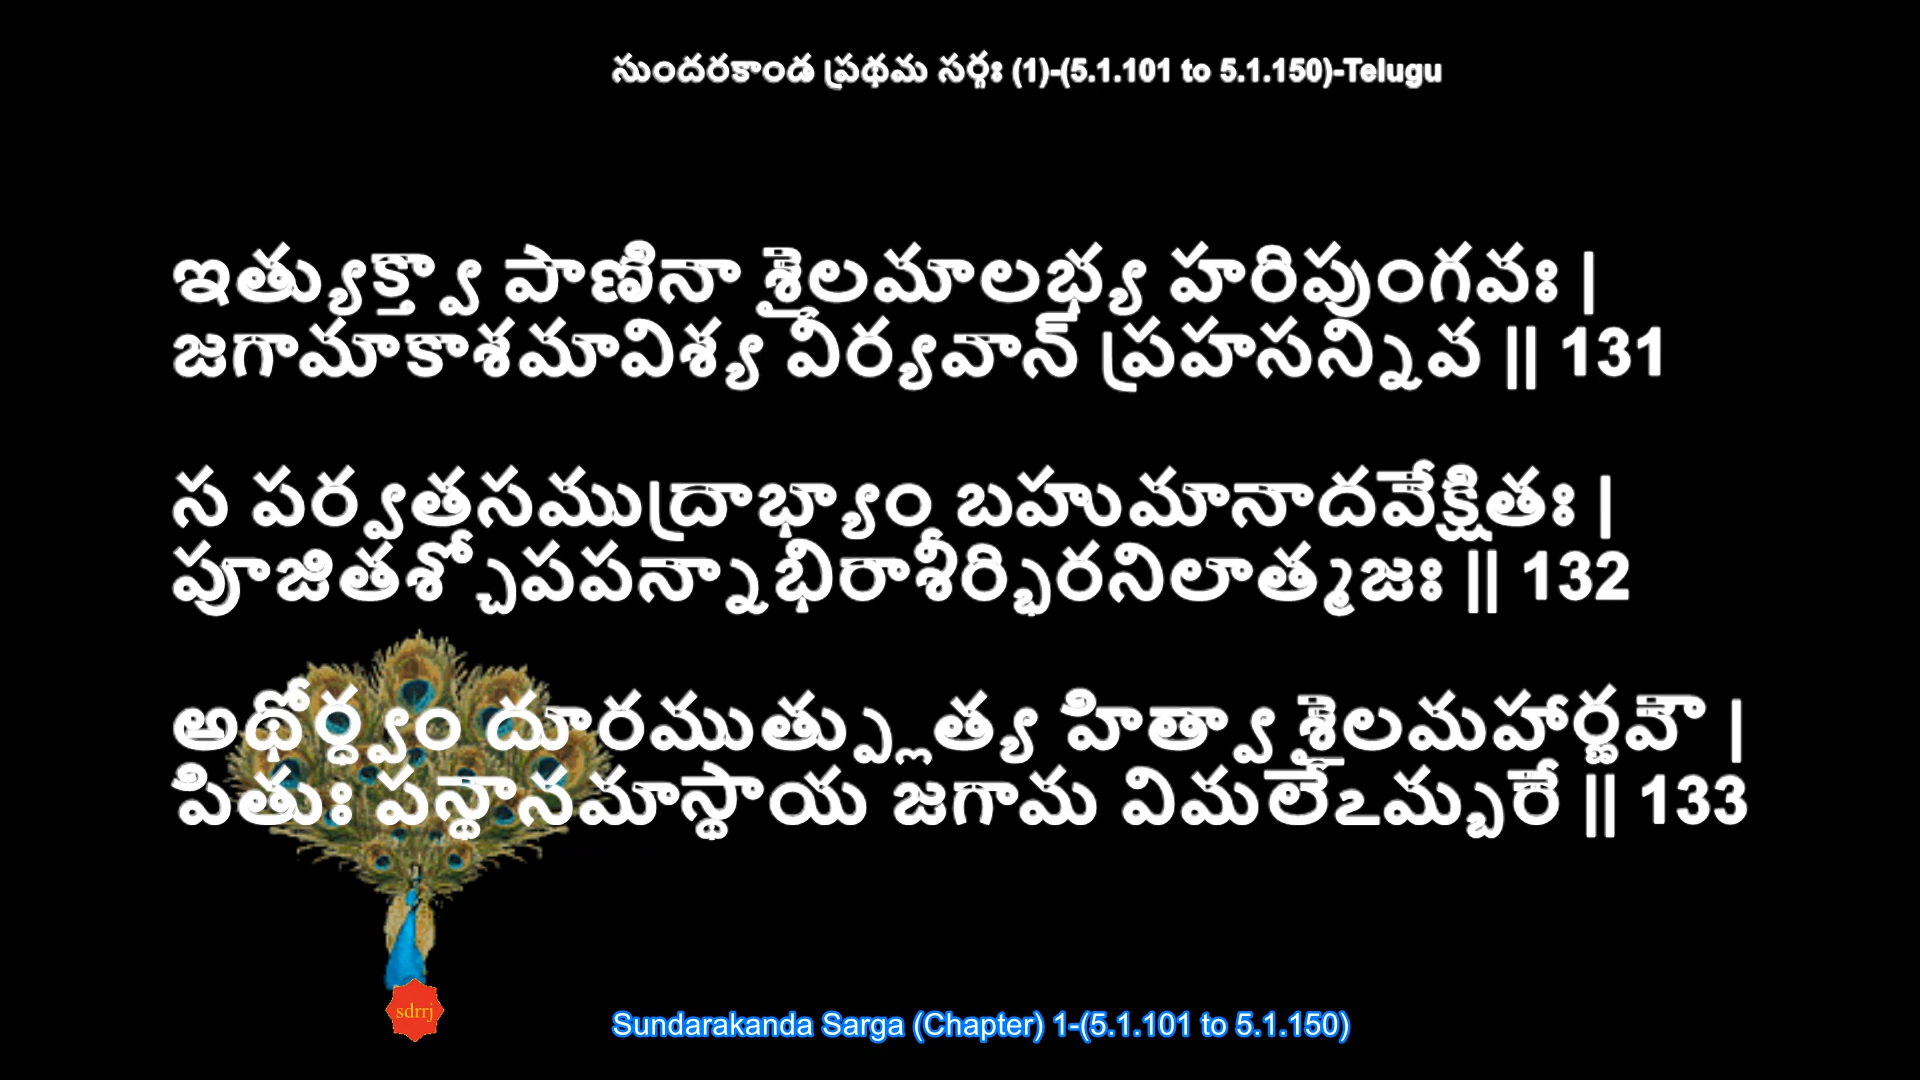 సుందరకాండ ప్రథమ సర్గః (1)-(5.1.101 to 5.1.150)-Telugu
ఇత్యుక్త్వా పాణినా శైలమాలభ్య హరిపుంగవః |
జగామాకాశమావిశ్య వీర్యవాన్ ప్రహసన్నివ || 131
స పర్వతసముద్రాభ్యాం బహుమానాదవేక్షితః |
పూజితశ్చోపపన్నాభిరాశీర్భిరనిలాత్మజః || 132
అథోర్ధ్వం దూరముత్ప్లుత్య హిత్వా శైలమహార్ణవౌ |
పితుః పన్థానమాస్థాయ జగామ విమలేఽమ్బరే || 133
sdrrj
Sundarakanda Sarga (Chapter) 1-(5.1.101 to 5.1.150)